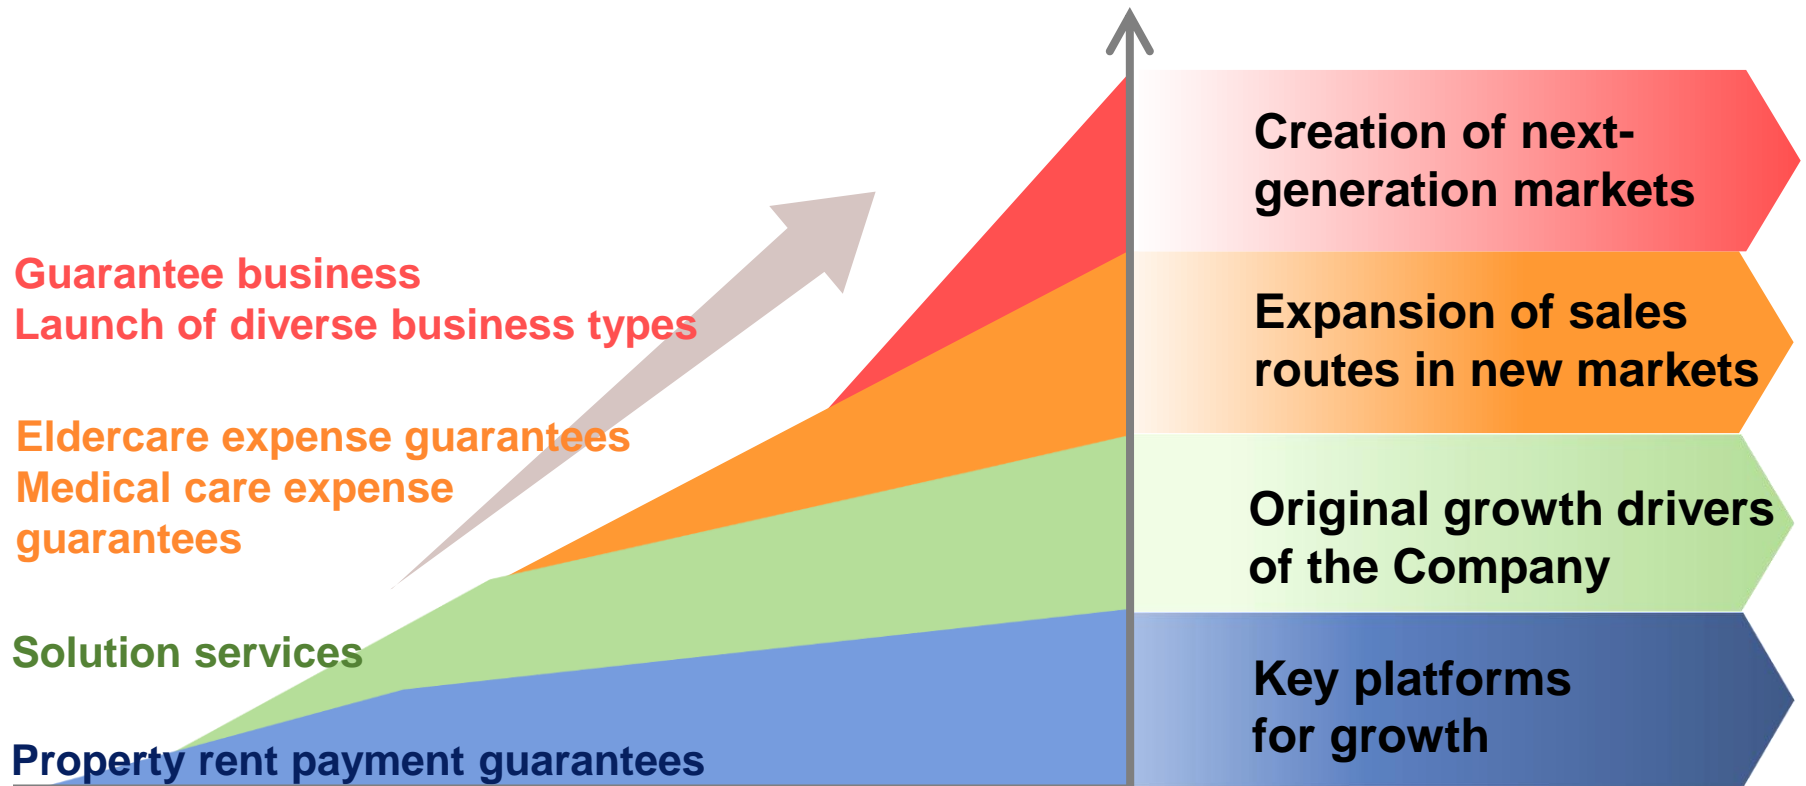 Guarantee business
Launch of diverse business types
Eldercare expense guarantees
Medical care expense
guarantees
Solution services
Property rent payment guarantees
Creation of next-
generation markets
Expansion of sales
routes in new markets
Original growth drivers
of the Company
Key platforms
for growth